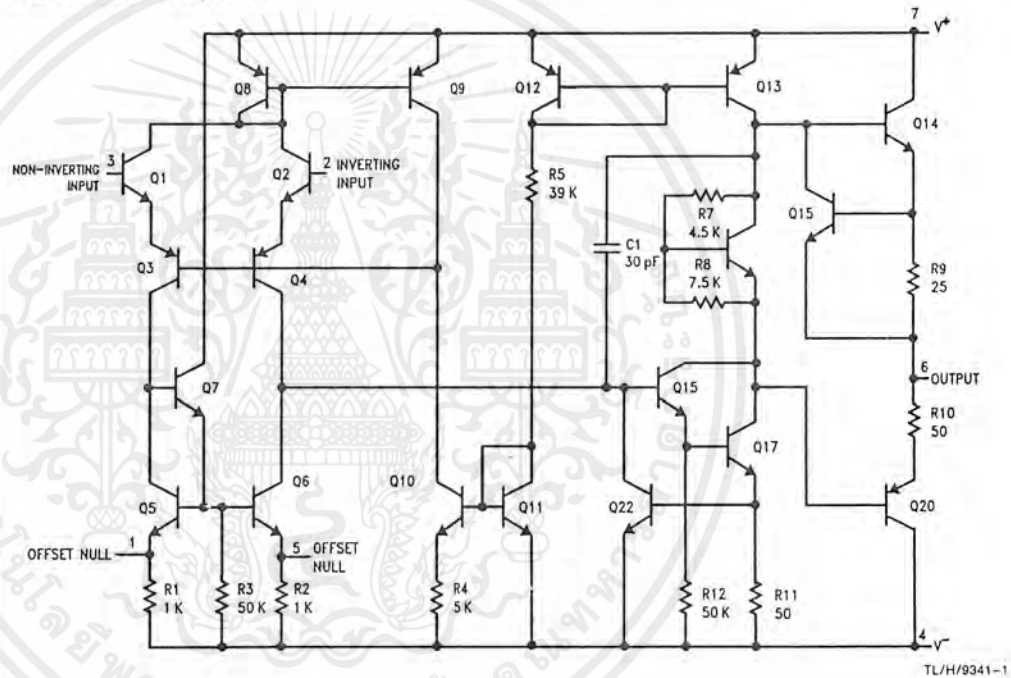 7 V+
Q8
Q9
Q12
Q13
Q14
NON-INVERTING
INPUT
3
Q1
Q2
2 INVERTING
INPUT
R5
39 K
Q15
R7
4.5 K
C1
30 pF
R8
7.5 K
R9
25
Q3
Q4
6
OUTPUT
Q7
Q15
R10
50
Q17
Q5
Q6
Q10
Q11
Q22
Q20
OFFSET NULL
1
5 OFFSET
NULL
R1
1 K
R3
50 K
R2
1 K
R4
5 K
R12
50 K
R11
50
4
V-
TL/H/9341-1